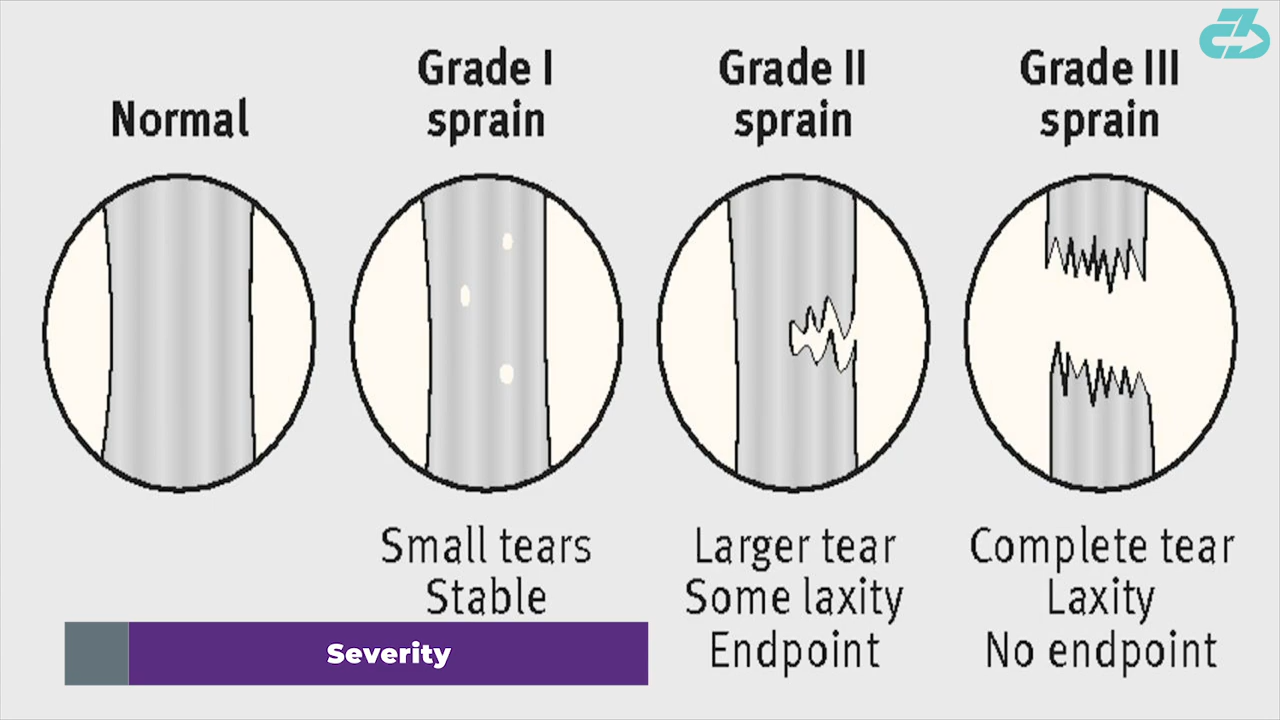 Normal
Grade I
sprain
Grade II
sprain
Grade III
sprain
Small tears
Stable
Larger tear
Some laxity
Endpoint
Complete tear
Laxity
No endpoint
Severity